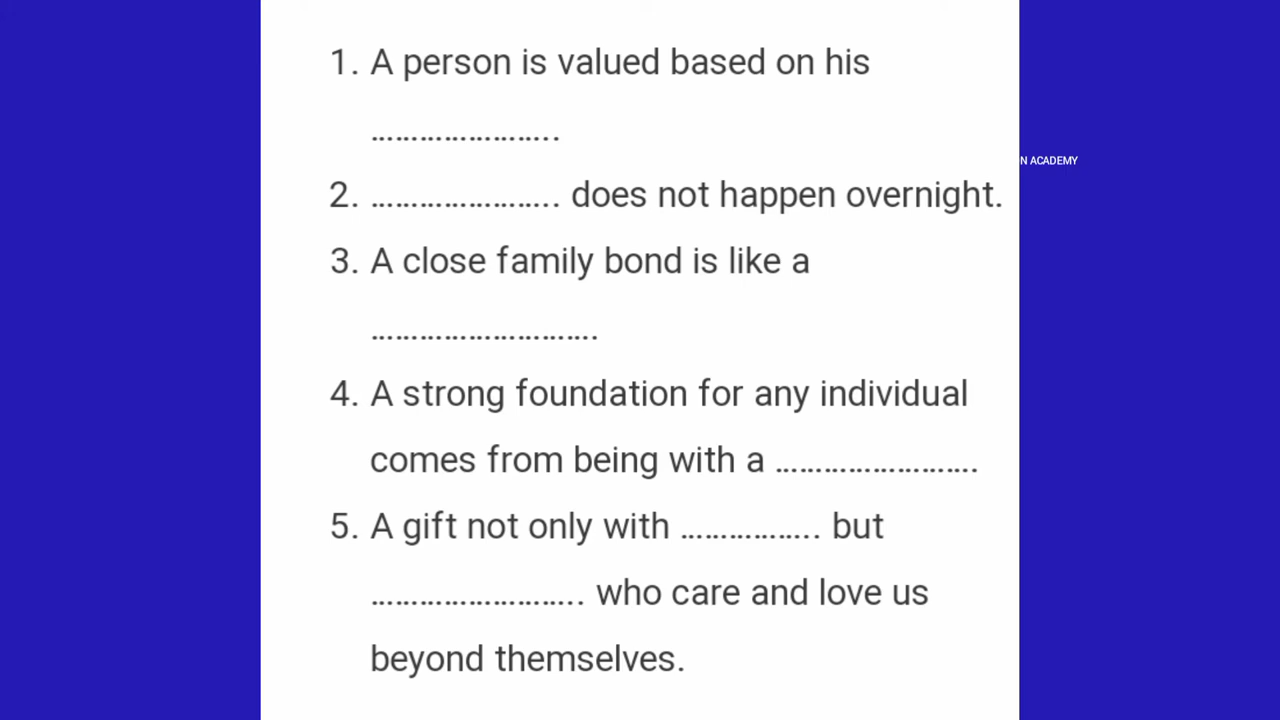 1. A person is valued based on his
…………………..
N ACADEMY
2. ………………….. does not happen overnight.
3. A close family bond is like a
……………………….
4. A strong foundation for any individual
comes from being with a …………………….
5. A gift not only with …………….. but
…………………….. who care and love us
beyond themselves.